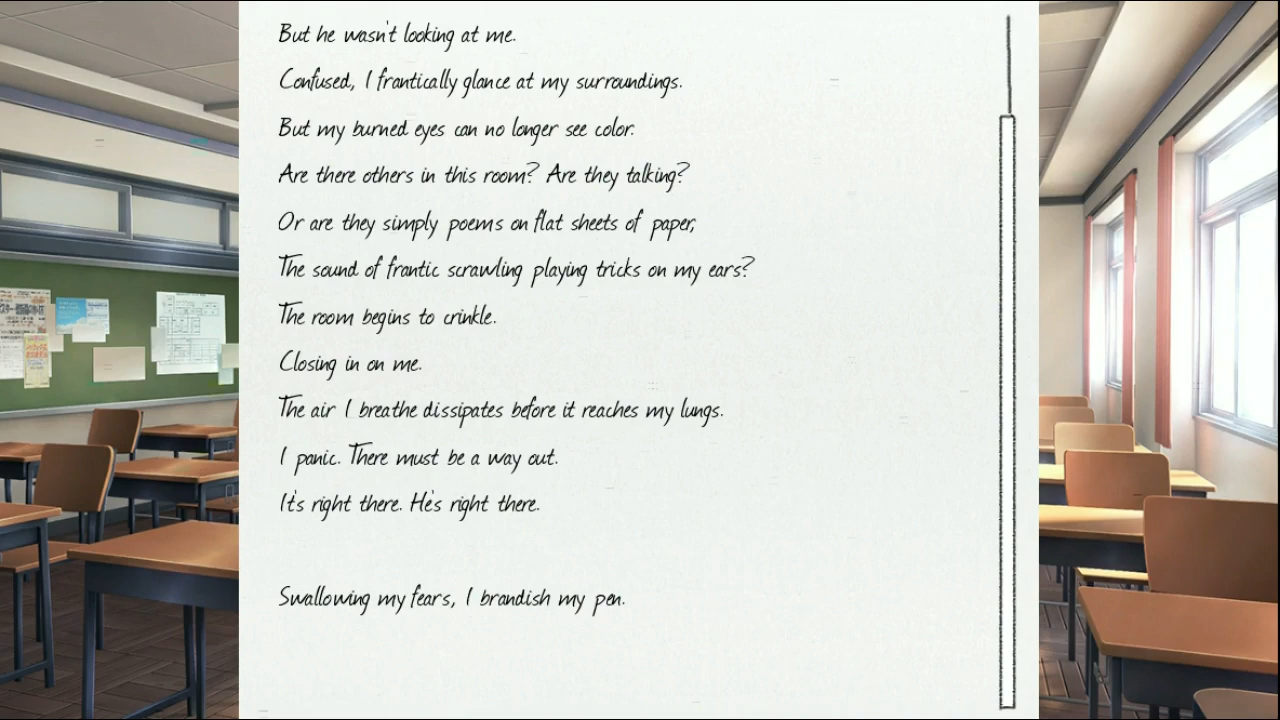 But he wasn't looking at me.
Confused, I frantically glance at my surroundings.
But my burned eyes can no longer see color.
Are there others in this room? Are they talking?
Or are they simply poems on flat sheets of paper,
The sound of frantic scrawling playing tricks on my ears?
The room begins to crinkle.
Closing in on me.
The air I breathe dissipates before it reaches my lungs.
I panic. There must be a way out.
It's right there. He's right there.
Swallowing my fears, I brandish my pen.